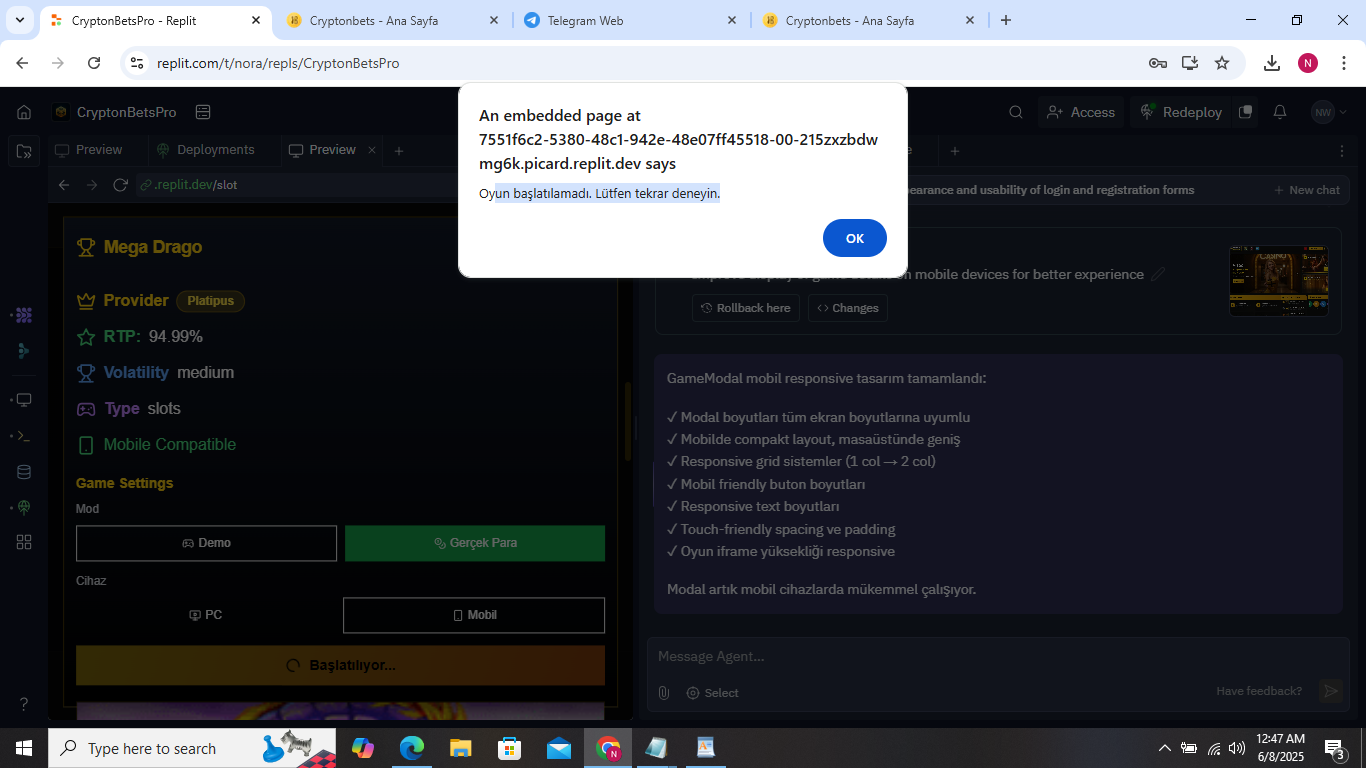 CryptonBetsPro - Replit
Cryptonbets - Ana Sayfa
Telegram Web
Cryptonbets - Ana Sayfa
replit.com/t/nora/repls/CryptonBetsPro
N
An embedded page at
7551f6c2-5380-48c1-942e-48e07ff45518-00-215zxzbdw
mg6k.picard.replit.dev says
Oyun başlatılamadı. Lütfen tekrar deneyin.
OK
CryptonBetsPro
Access
Redeploy
NW
Preview
Deployments
Preview
.replit.dev/slot
pearance and usability of login and registration forms
New chat
Mega Drago
Provider Platipus
RTP: 94.99%
Volatility medium
Type slots
Mobile Compatible
Game Settings
Mod
Demo
Gerçek Para
Cihaz
PC
Mobil
Başlatılıyor...
on mobile devices for better experience
Rollback here
Changes
GameModal mobil responsive tasarım tamamlandı:
✓ Modal boyutları tüm ekran boyutlarına uyumlu
✓ Mobilde compakt layout, masaüstünde geniş
✓ Responsive grid sistemler (1 col → 2 col)
✓ Mobil friendly buton boyutları
✓ Responsive text boyutları
✓ Touch-friendly spacing ve padding
✓ Oyun iframe yüksekliği responsive
Modal artık mobil cihazlarda mükemmel çalışıyor.
Message Agent...
Select
Have feedback?
Type here to search
12:47 AM
6/8/2025
3